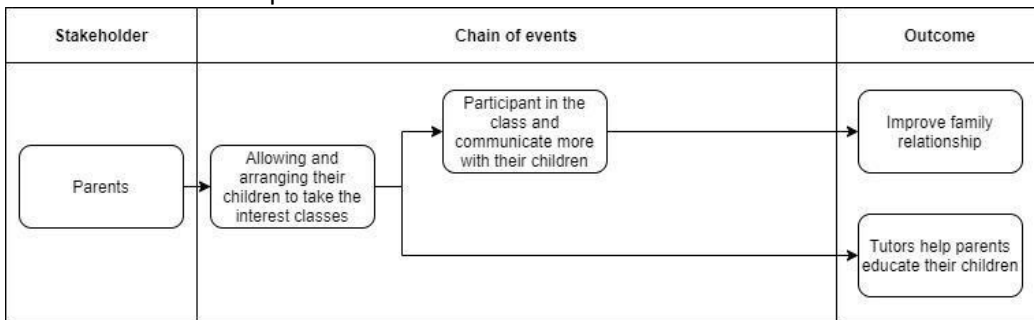 Stakeholder
Chain of events
Outcome
Parents
Allowing and
arranging their
children to take the
interest classes
Participant in the
class and
communicate more
with their children
Improve family
relationship
Tutors help parents
educate their children